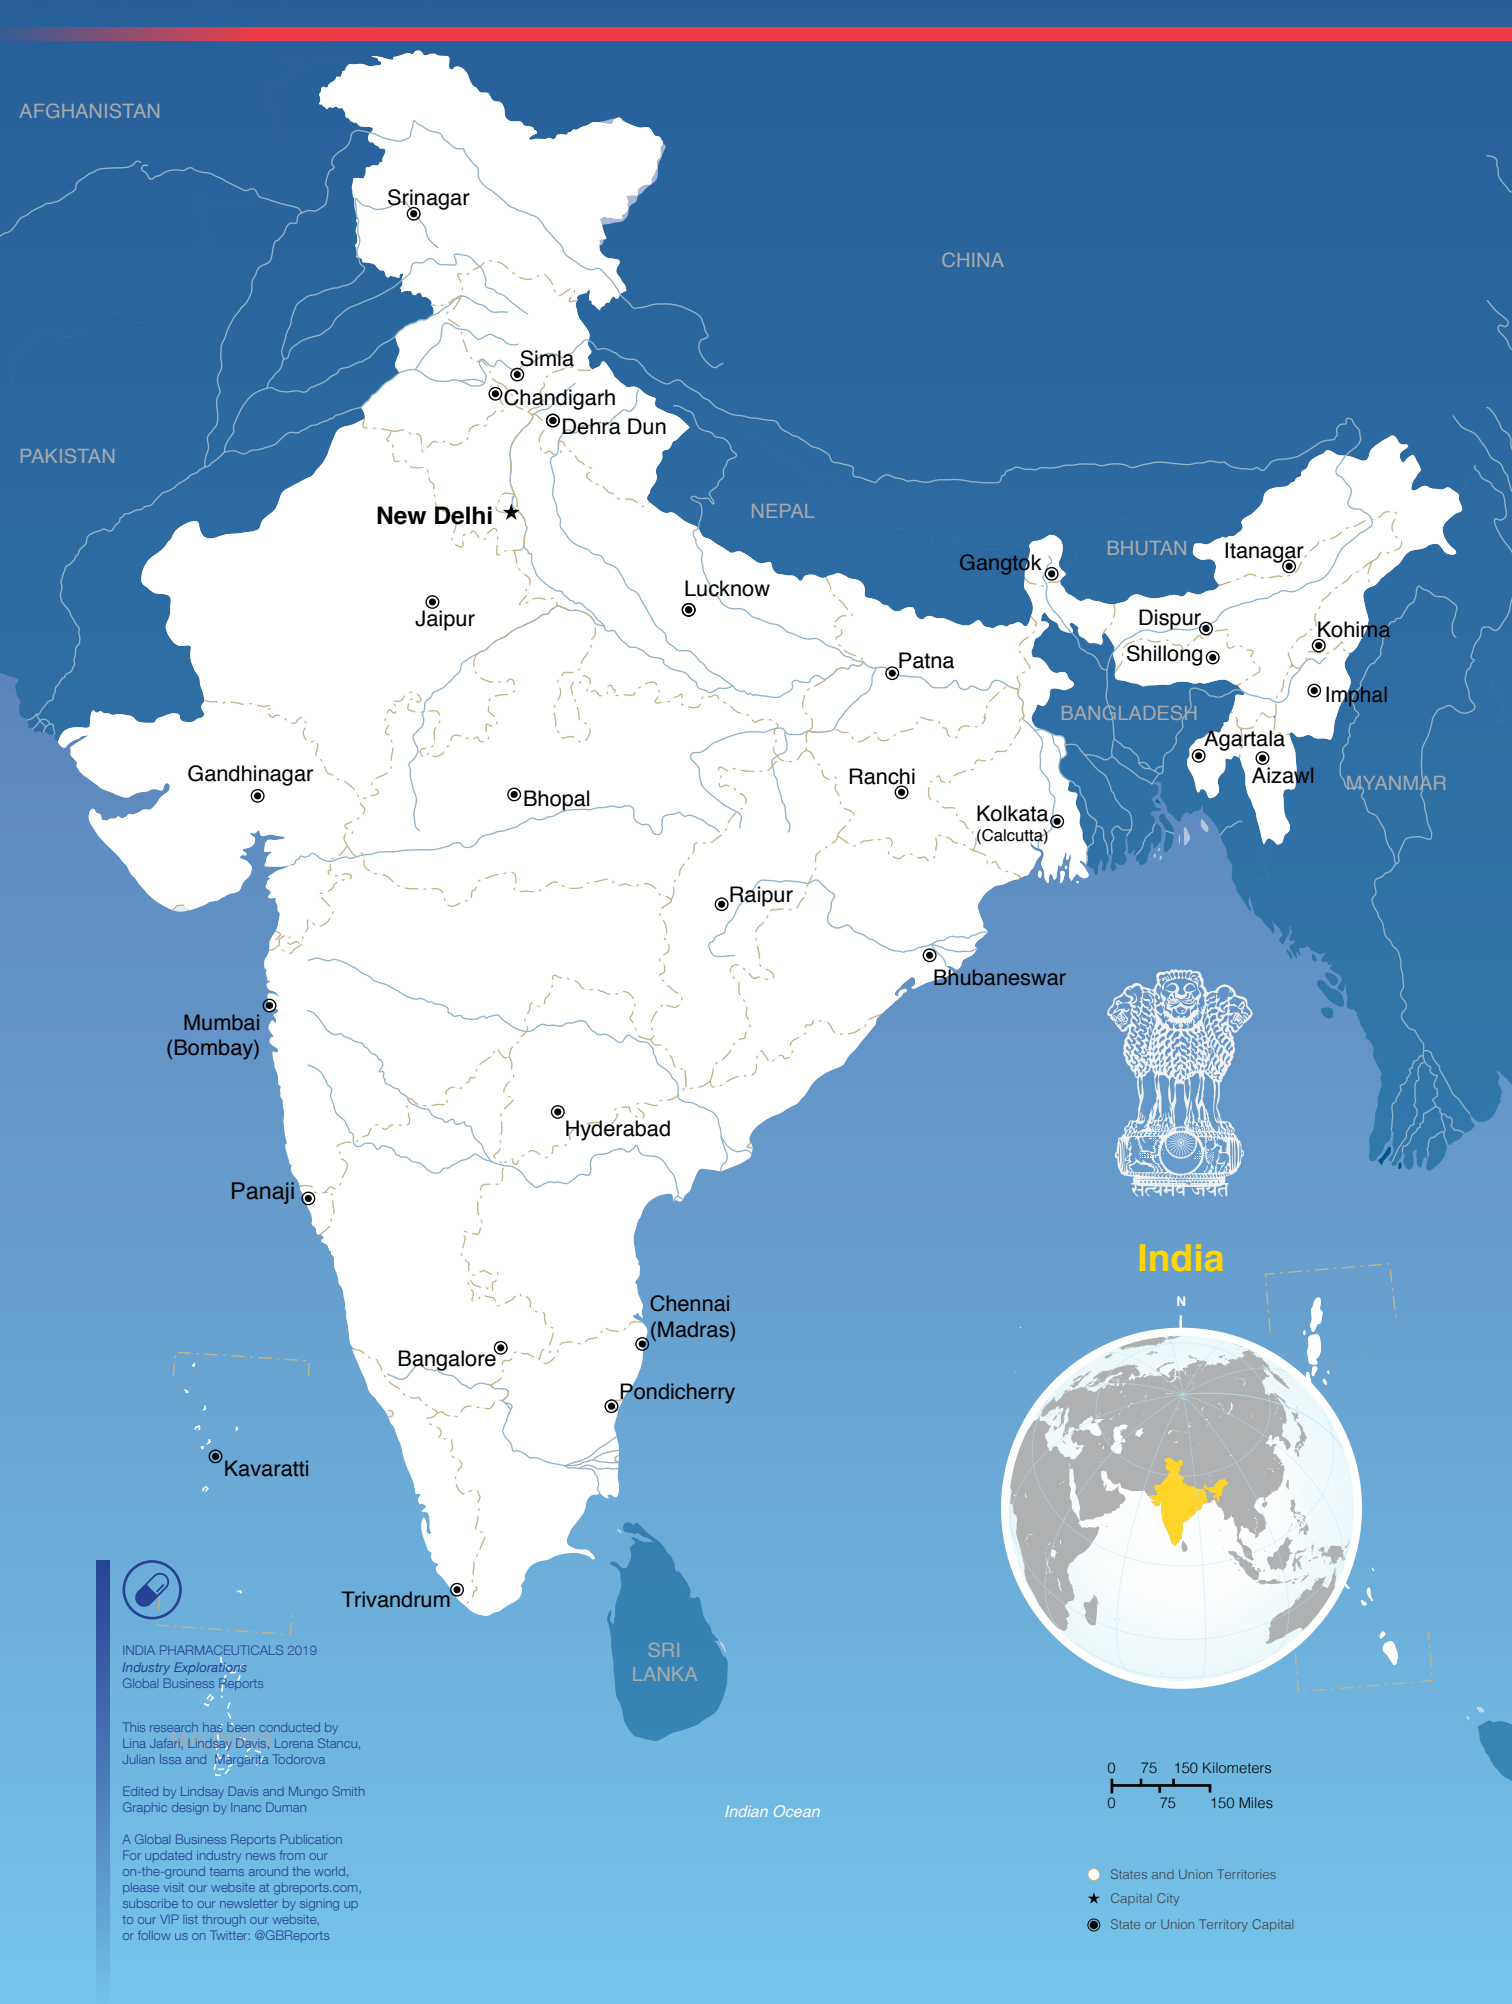 AFGHANISTAN
Srinagar
CHINA
Simla
Chandigarh
Dehra Dun
PAKISTAN
New Delhi
NEPAL
BHUTAN
Itanagar
Gangtok
Lucknow
Jaipur
Dispur
Kohima
Shillong
Patna
Imphal
BANGLADESH
Agartala
Gandhinagar
Ranchi
Aizawl
MYANMAR
Bhopal
Kolkata
(Calcutta)
Raipur
Bhubaneswar
Mumbai
(Bombay)
Hyderabad
Panaji
सत्यमेव जयते
India
N
Chennai
(Madras)
Bangalore
Pondicherry
Kavaratti
Trivandrum
SRI
LANKA
INDIA PHARMACEUTICALS 2019
Industry Explorations
Global Business Reports
This research has been conducted by
Lina Jafari, Lindsay Davis, Lorena Stancu,
Julian Issa and Margarita Todorova
Edited by Lindsay Davis and Mungo Smith
Graphic design by Inanc Duman
A Global Business Reports Publication
For updated industry news from our
on-the-ground teams around the world,
please visit our website at gbreports.com,
subscribe to our newsletter by signing up
to our VIP list through our website,
or follow us on Twitter: @GBReports
Indian Ocean
0 75 150 Kilometers
0 75 150 Miles
States and Union Territories
Capital City
State or Union Territory Capital